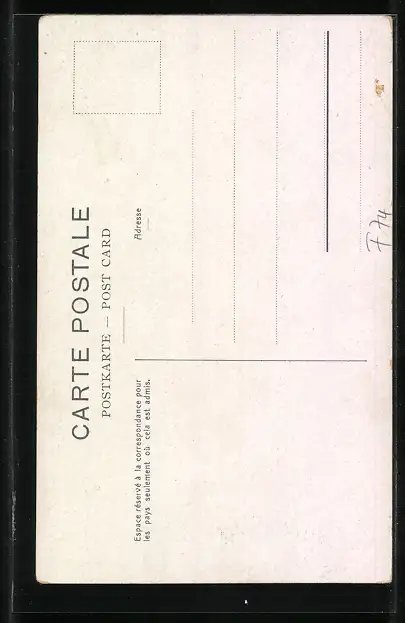 CARTE POSTALE
POSTKARTE — POST CARD
Espace réservé à la correspondance pour
les pays seulement où cela est admis.
Adresse
F 74